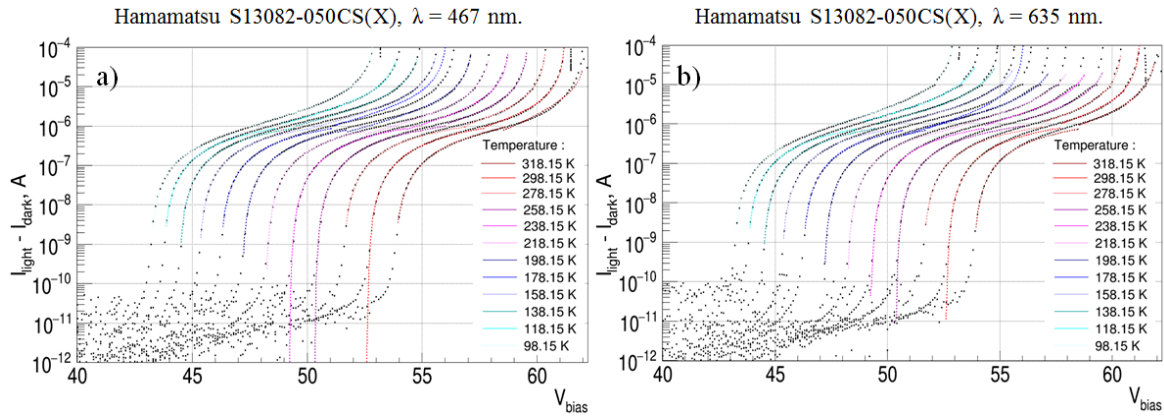 Hamamatsu S13082-050CS(X), λ = 467 nm.
a)
I_light - I_dark, A
10⁻⁴
10⁻⁵
10⁻⁶
10⁻⁷
10⁻⁸
10⁻⁹
10⁻¹⁰
10⁻¹¹
10⁻¹²
Temperature :
318.15 K
298.15 K
278.15 K
258.15 K
238.15 K
218.15 K
198.15 K
178.15 K
158.15 K
138.15 K
118.15 K
98.15 K
40 45 50 55 60
V_bias
Hamamatsu S13082-050CS(X), λ = 635 nm.
b)
I_light - I_dark, A
10⁻⁴
10⁻⁵
10⁻⁶
10⁻⁷
10⁻⁸
10⁻⁹
10⁻¹⁰
10⁻¹¹
10⁻¹²
Temperature :
318.15 K
298.15 K
278.15 K
258.15 K
238.15 K
218.15 K
198.15 K
178.15 K
158.15 K
138.15 K
118.15 K
98.15 K
40 45 50 55 60
V_bias